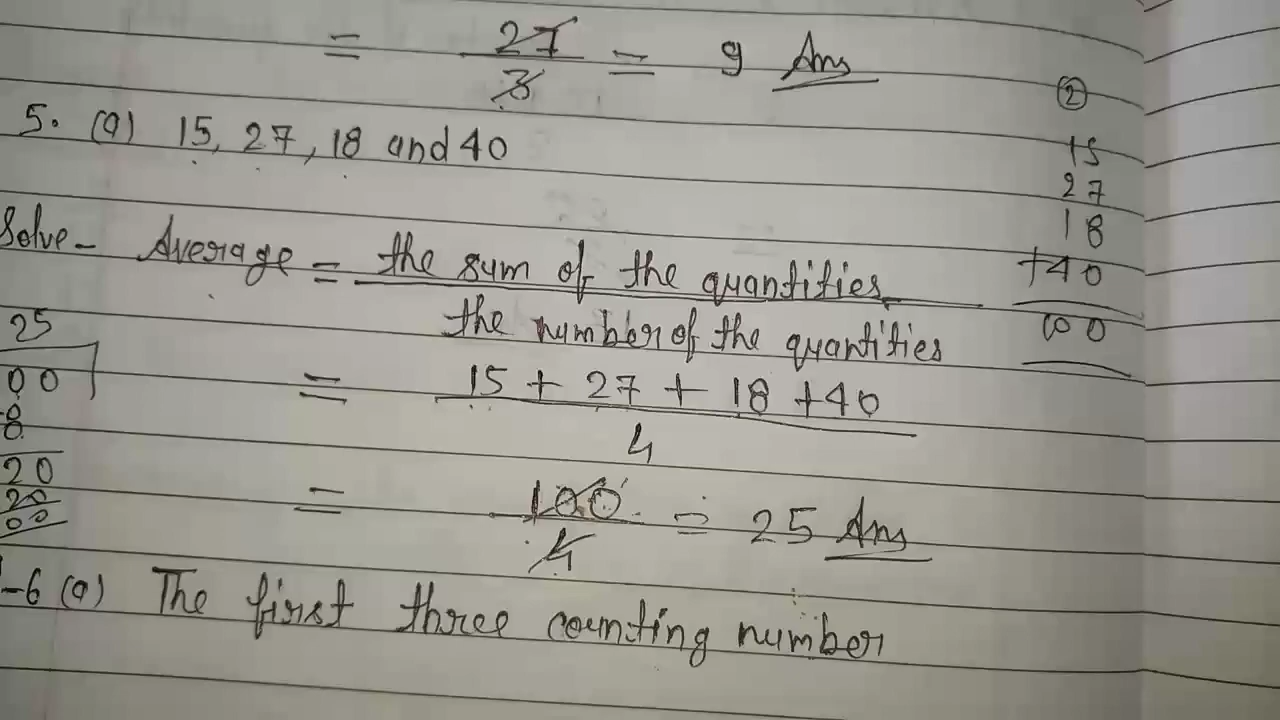 = 27/3 = 9 Ans
5. (a) 15, 27, 18 and 40
②
15
27
18
+40
100
Solve- Average = the sum of the quantities
the number of the quantities
= 15 + 27 + 18 +40
4
= 100/4 = 25 Ans
25
00
8
20
20
00
-6 (a) The first three counting number